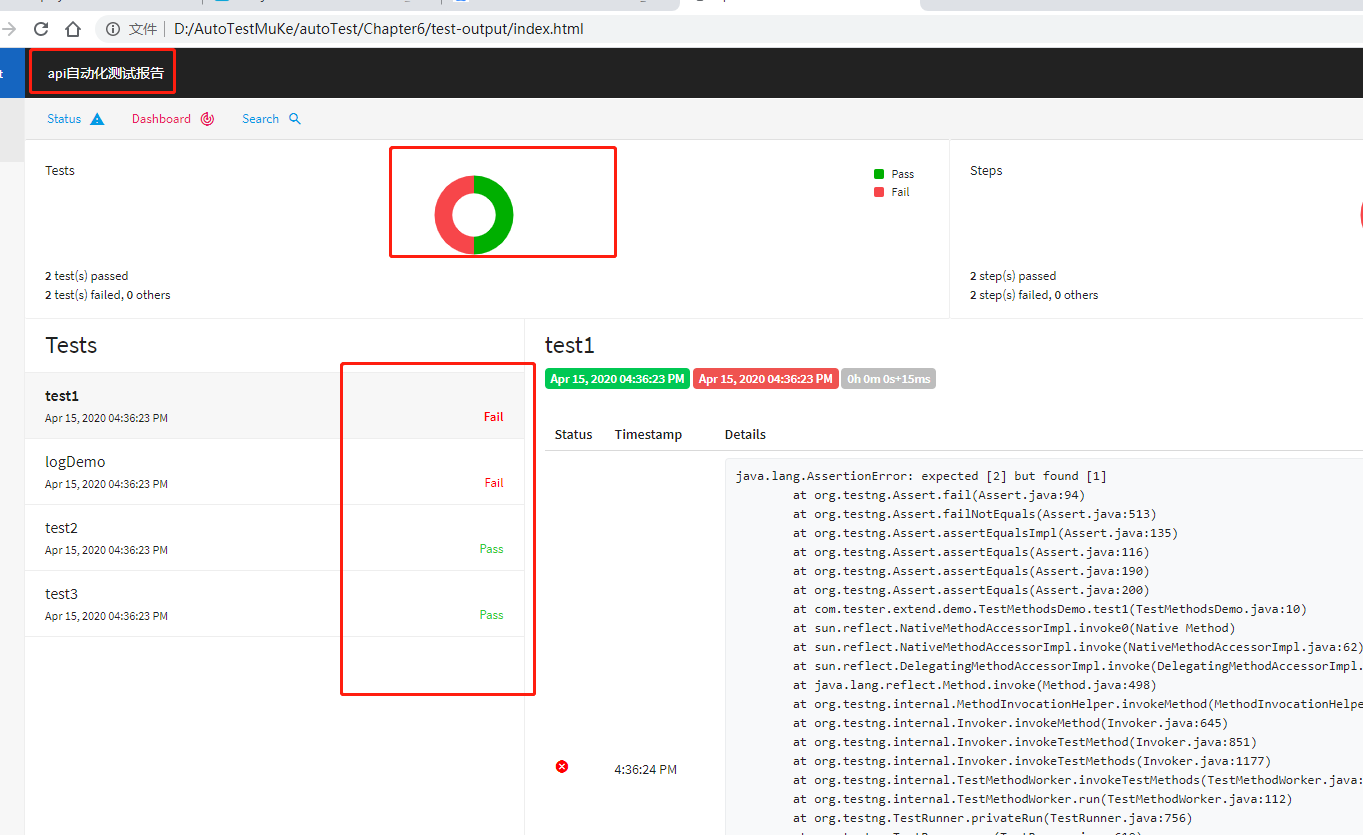 文件 D:/AutoTestMuKe/autoTest/Chapter6/test-output/index.html
t api自动化测试报告
Status Dashboard Search
Tests
Pass
Fail
2 test(s) passed
2 test(s) failed, 0 others
Steps
2 step(s) passed
2 step(s) failed, 0 others
Tests
test1
Apr 15, 2020 04:36:23 PM Fail
logDemo
Apr 15, 2020 04:36:23 PM Fail
test2
Apr 15, 2020 04:36:23 PM Pass
test3
Apr 15, 2020 04:36:23 PM Pass
test1
Apr 15, 2020 04:36:23 PM Apr 15, 2020 04:36:23 PM 0h 0m 0s+15ms
Status Timestamp Details
java.lang.AssertionError: expected [2] but found [1]
at org.testng.Assert.fail(Assert.java:94)
at org.testng.Assert.failNotEquals(Assert.java:513)
at org.testng.Assert.assertEqualsImpl(Assert.java:135)
at org.testng.Assert.assertEquals(Assert.java:116)
at org.testng.Assert.assertEquals(Assert.java:190)
at org.testng.Assert.assertEquals(Assert.java:200)
at com.tester.extend.demo.TestMethodsDemo.test1(TestMethodsDemo.java:10)
at sun.reflect.NativeMethodAccessorImpl.invoke0(Native Method)
at sun.reflect.NativeMethodAccessorImpl.invoke(NativeMethodAccessorImpl.java:62)
at sun.reflect.DelegatingMethodAccessorImpl.invoke(DelegatingMethodAccessorImpl.
at java.lang.reflect.Method.invoke(Method.java:498)
at org.testng.internal.MethodInvocationHelper.invokeMethod(MethodInvocationHelpe
at org.testng.internal.Invoker.invokeMethod(Invoker.java:645)
at org.testng.internal.Invoker.invokeTestMethod(Invoker.java:851)
at org.testng.internal.Invoker.invokeTestMethods(Invoker.java:1177)
4:36:24 PM
at org.testng.internal.TestMethodWorker.invokeTestMethods(TestMethodWorker.java:
at org.testng.internal.TestMethodWorker.run(TestMethodWorker.java:112)
at org.testng.TestRunner.privateRun(TestRunner.java:756)